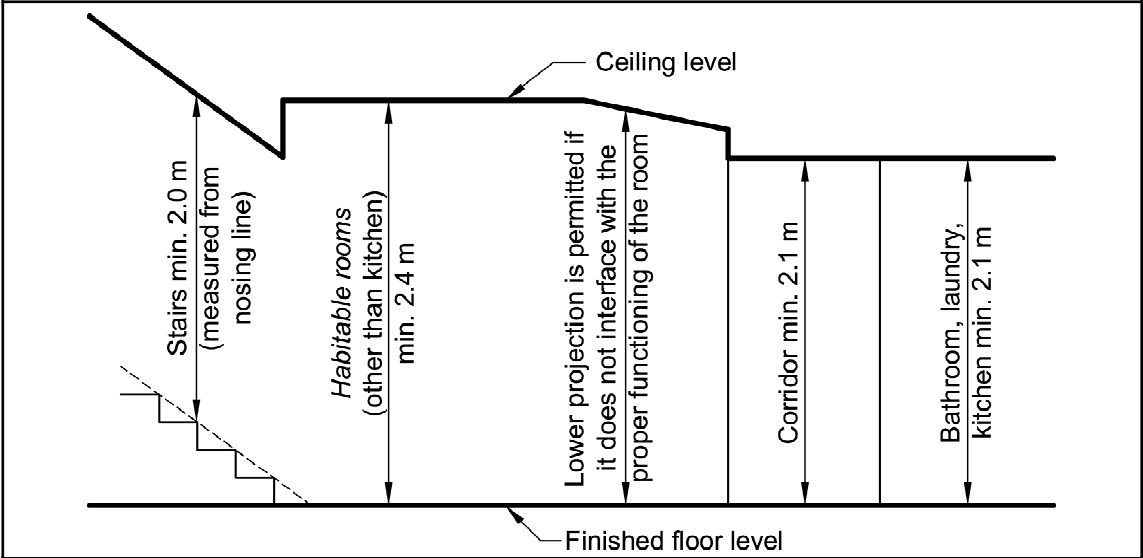 Ceiling level
Stairs min. 2.0 m
(measured from
nosing line)
Habitable rooms
(other than kitchen)
min. 2.4 m
Lower projection is permitted if
it does not interface with the
proper functioning of the room
Corridor min. 2.1 m
Bathroom, laundry,
kitchen min. 2.1 m
Finished floor level